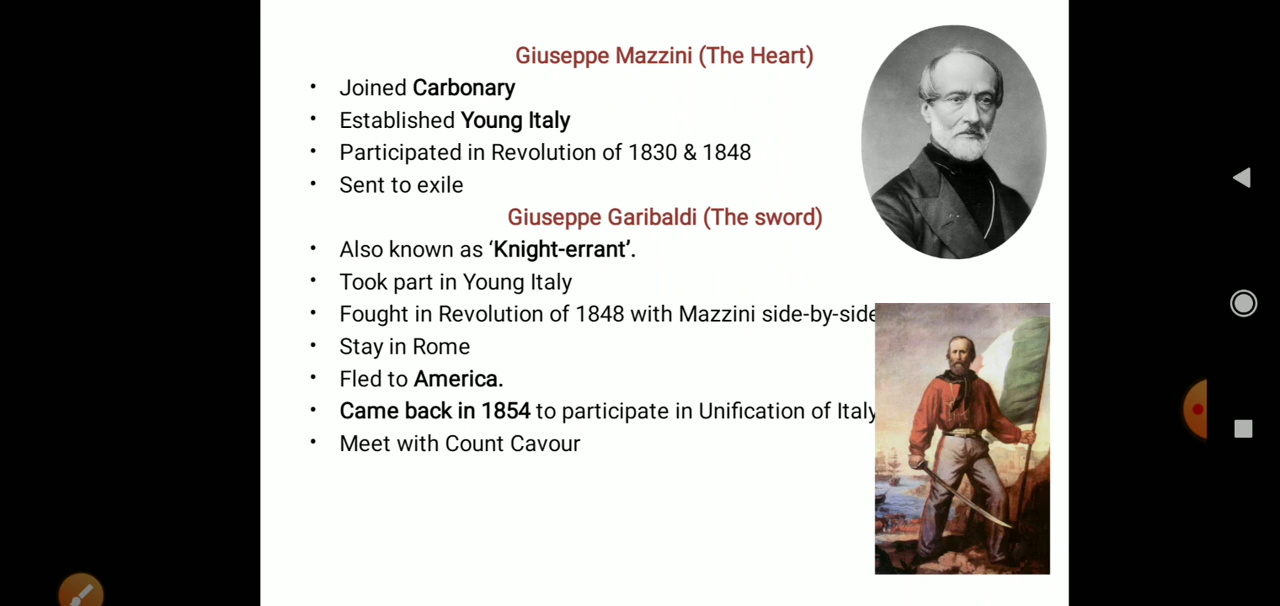 Giuseppe Mazzini (The Heart)
• Joined Carbonary
• Established Young Italy
• Participated in Revolution of 1830 & 1848
• Sent to exile
Giuseppe Garibaldi (The sword)
• Also known as ‘Knight-errant’.
• Took part in Young Italy
• Fought in Revolution of 1848 with Mazzini side-by-side
• Stay in Rome
• Fled to America.
• Came back in 1854 to participate in Unification of Italy
• Meet with Count Cavour